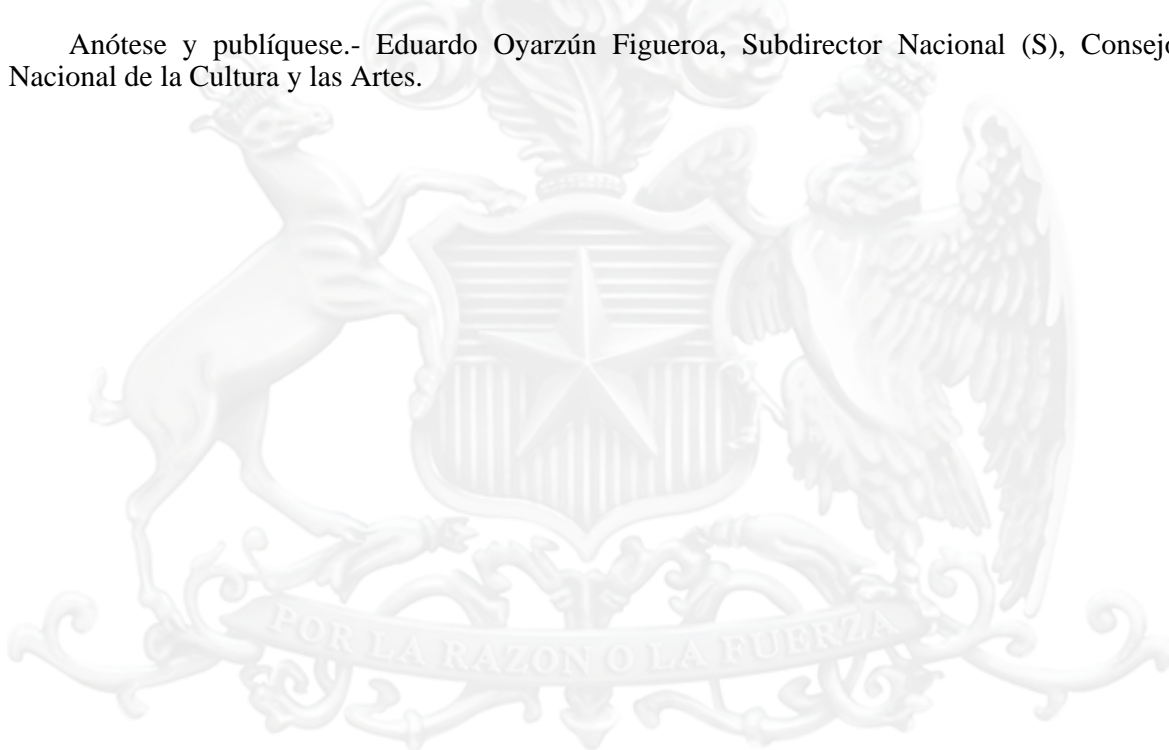 Anótese y publíquese.- Eduardo Oyarzún Figueroa, Subdirector Nacional (S), Consejo
Nacional de la Cultura y las Artes.
POR LA RAZON O LA FUERZA